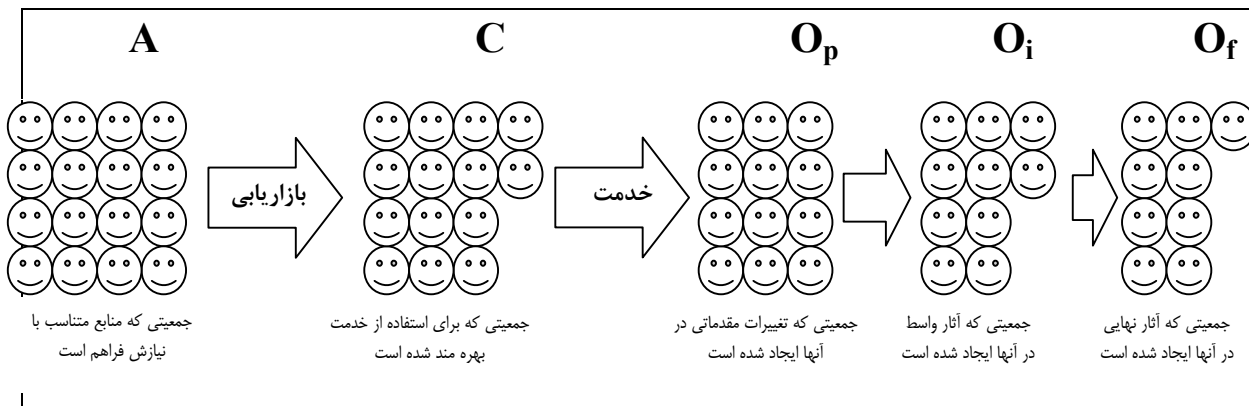 A
C
Op
Oi
Of
بازاریابی
خدمت
جمعیتی که منابع متناسب با
نیازش فراهم است
جمعیتی که برای استفاده از خدمت
بهره مند شده است
جمعیتی که تغییرات مقدماتی در
آنها ایجاد شده است
جمعیتی که آثار واسط
در آنها ایجاد شده است
جمعیتی که آثار نهایی
در آنها ایجاد شده است